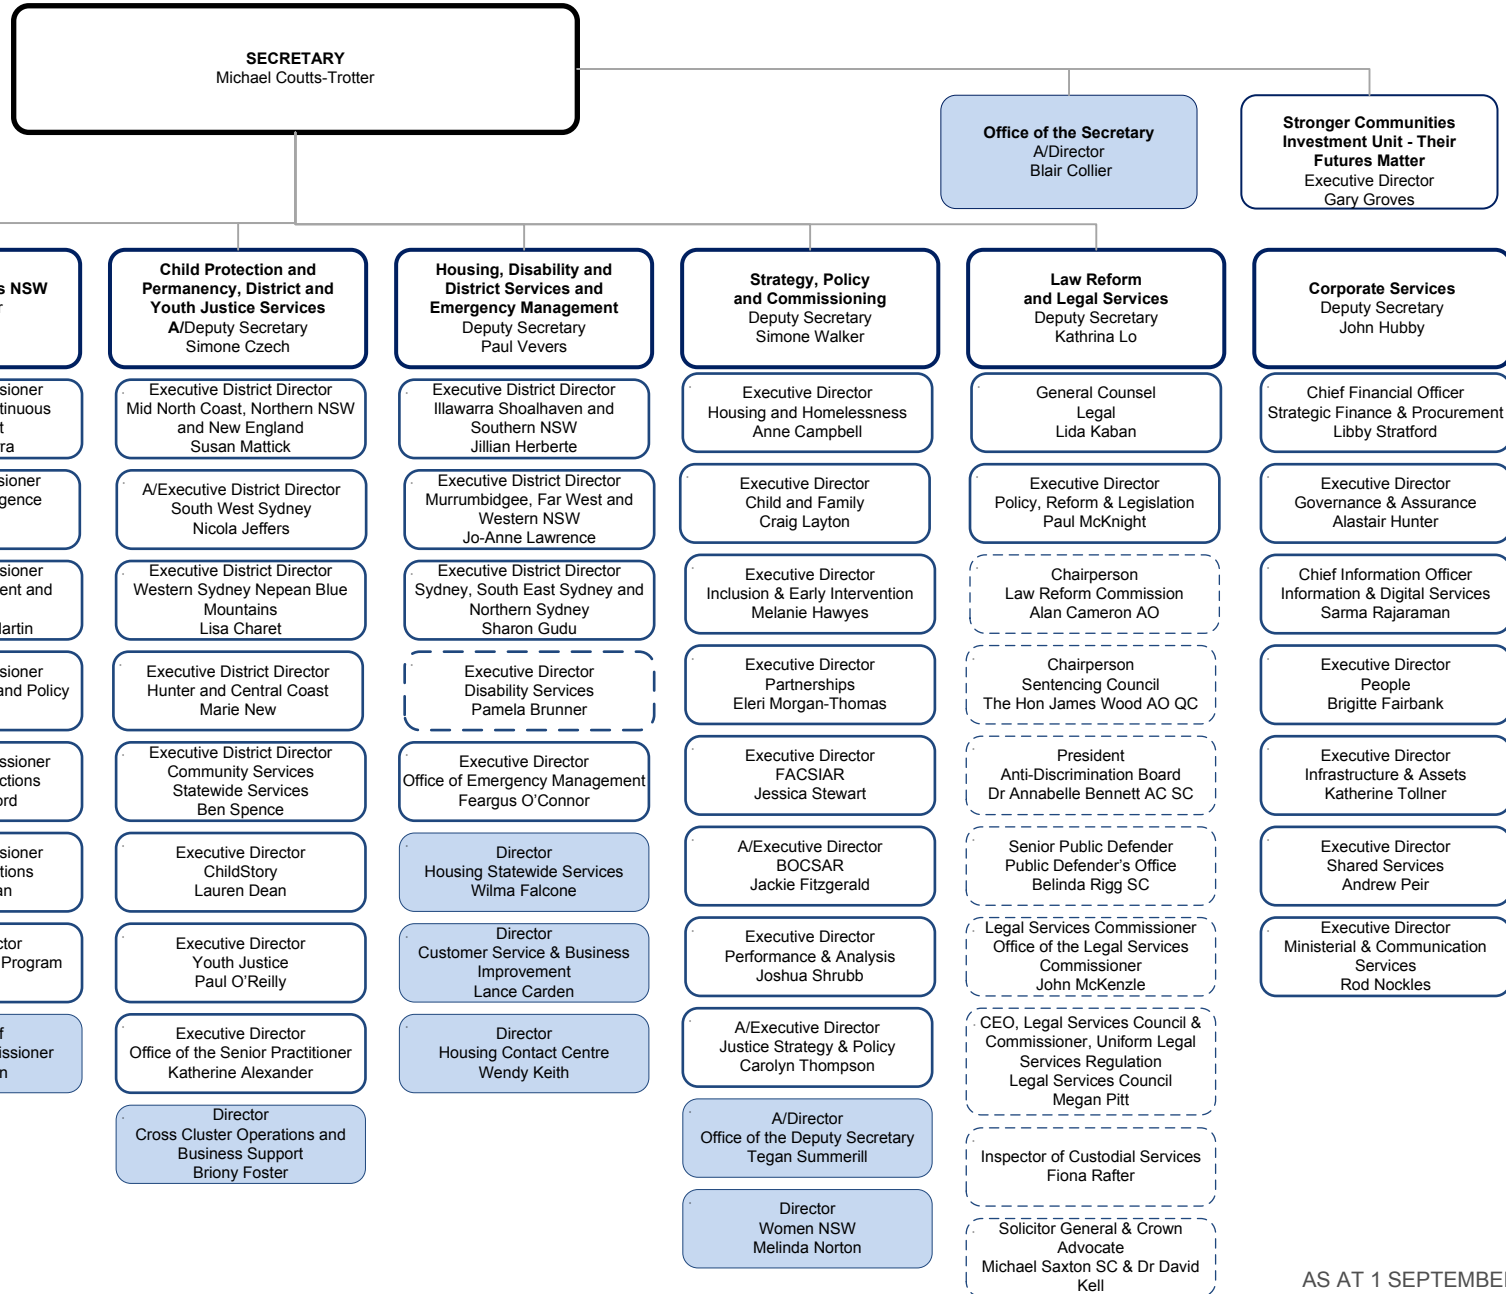 SECRETARY
Michael Coutts-Trotter
Office of the Secretary
A/Director
Blair Collier
Stronger Communities
Investment Unit - Their
Futures Matter
Executive Director
Gary Groves
NSW
Child Protection and
Permanency, District and
Youth Justice Services
A/Deputy Secretary
Simone Czech
Housing, Disability and
District Services and
Emergency Management
Deputy Secretary
Paul Vevers
Strategy, Policy
and Commissioning
Deputy Secretary
Simone Walker
Law Reform
and Legal Services
Deputy Secretary
Kathrina Lo
Corporate Services
Deputy Secretary
John Hubby
and Policy
Program
Executive District Director
Mid North Coast, Northern NSW
and New England
Susan Mattick
A/Executive District Director
South West Sydney
Nicola Jeffers
Executive District Director
Western Sydney Nepean Blue
Mountains
Lisa Charet
Executive District Director
Hunter and Central Coast
Marie New
Executive District Director
Community Services
Statewide Services
Ben Spence
Executive Director
ChildStory
Lauren Dean
Executive Director
Youth Justice
Paul O'Reilly
Executive Director
Office of the Senior Practitioner
Katherine Alexander
Director
Cross Cluster Operations and
Business Support
Briony Foster
Executive District Director
Illawarra Shoalhaven and
Southern NSW
Jillian Herberte
Executive District Director
Murrumbidgee, Far West and
Western NSW
Jo-Anne Lawrence
Executive District Director
Sydney, South East Sydney and
Northern Sydney
Sharon Gudu
Executive Director
Disability Services
Pamela Brunner
Executive Director
Office of Emergency Management
Feargus O'Connor
Director
Housing Statewide Services
Wilma Falcone
Director
Customer Service & Business
Improvement
Lance Carden
Director
Housing Contact Centre
Wendy Keith
Executive Director
Housing and Homelessness
Anne Campbell
Executive Director
Child and Family
Craig Layton
Executive Director
Inclusion & Early Intervention
Melanie Hawyes
Executive Director
Partnerships
Eleri Morgan-Thomas
Executive Director
FACSIAR
Jessica Stewart
A/Executive Director
BOCSAR
Jackie Fitzgerald
Executive Director
Performance & Analysis
Joshua Shrubb
A/Executive Director
Justice Strategy & Policy
Carolyn Thompson
A/Director
Office of the Deputy Secretary
Tegan Summerill
Director
Women NSW
Melinda Norton
General Counsel
Legal
Lida Kaban
Executive Director
Policy, Reform & Legislation
Paul McKnight
Chairperson
Law Reform Commission
Alan Cameron AO
Chairperson
Sentencing Council
The Hon James Wood AO QC
President
Anti-Discrimination Board
Dr Annabelle Bennett AC SC
Senior Public Defender
Public Defender's Office
Belinda Rigg SC
Legal Services Commissioner
Office of the Legal Services
Commissioner
John McKenzle
CEO, Legal Services Council &
Commissioner, Uniform Legal
Services Regulation
Legal Services Council
Megan Pitt
Inspector of Custodial Services
Fiona Rafter
Solicitor General & Crown
Advocate
Michael Saxton SC & Dr David
Kell
Chief Financial Officer
Strategic Finance & Procurement
Libby Stratford
Executive Director
Governance & Assurance
Alastair Hunter
Chief Information Officer
Information & Digital Services
Sarma Rajaraman
Executive Director
People
Brigitte Fairbank
Executive Director
Infrastructure & Assets
Katherine Tollner
Executive Director
Shared Services
Andrew Peir
Executive Director
Ministerial & Communication
Services
Rod Nockles
AS AT 1 SEPTEMBER